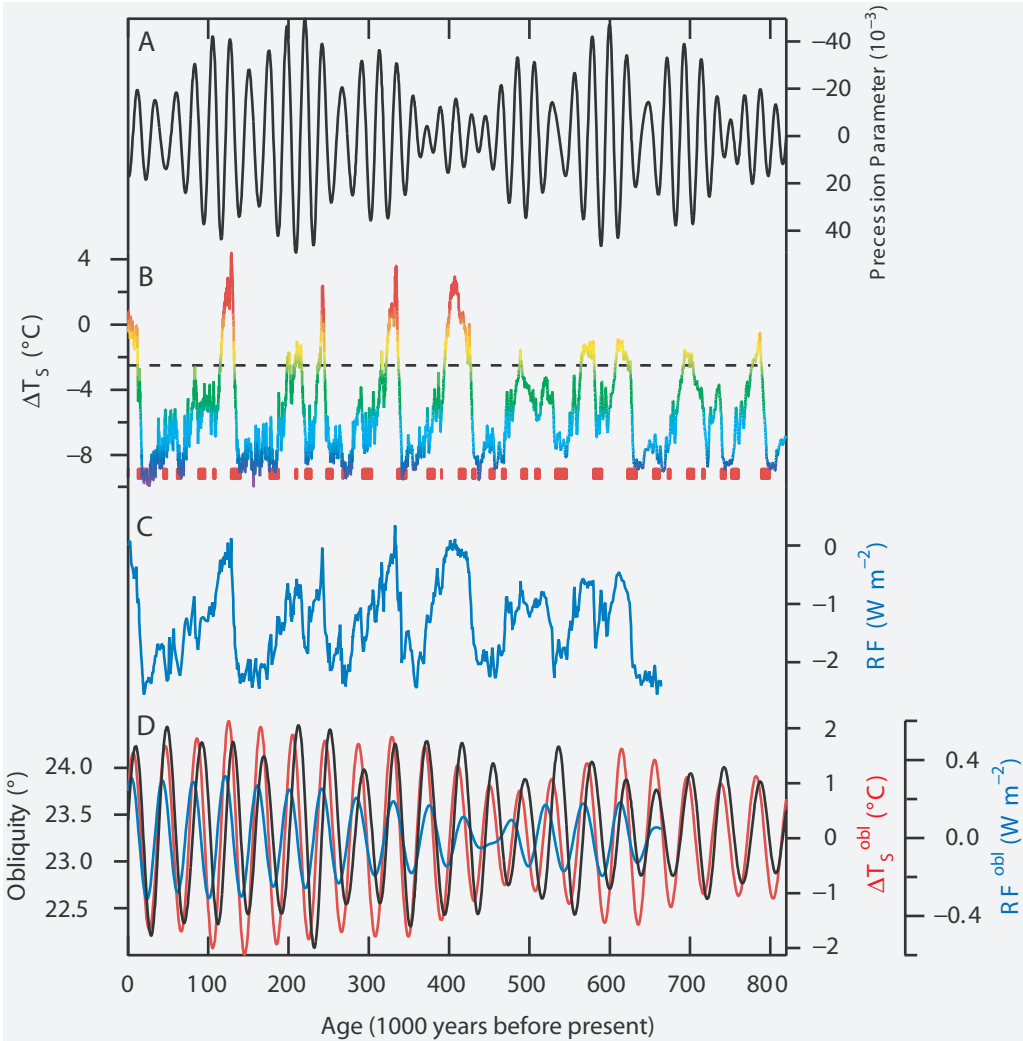 A
−40
−20
0
20
40
Precession Parameter (10⁻³)
B
4
0
−4
−8
ΔT_S (°C)
C
0
−1
−2
RF (W m⁻²)
D
24.0
23.5
23.0
22.5
Obliquity (°)
2
1
0
−1
−2
ΔT_S^obl (°C)
0.4
0.0
−0.4
RF^obl (W m⁻²)
0 100 200 300 400 500 600 700 800
Age (1000 years before present)